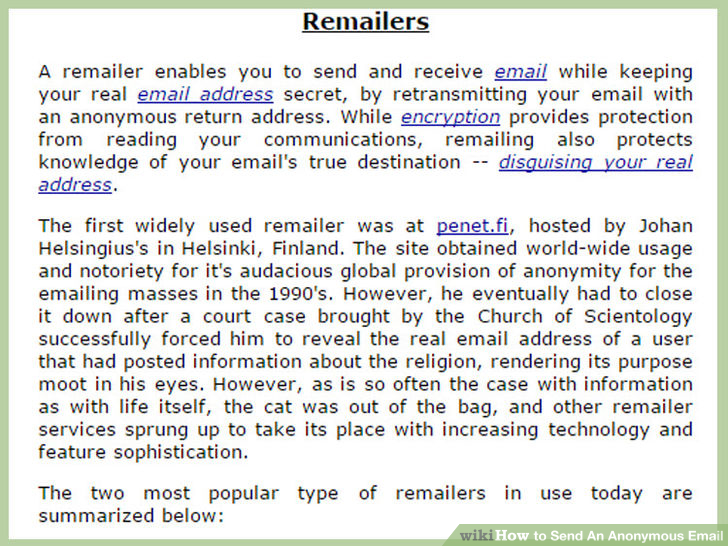 Remailers
A remailer enables you to send and receive email while keeping
your real email address secret, by retransmitting your email with
an anonymous return address. While encryption provides protection
from reading your communications, remailing also protects
knowledge of your email's true destination -- disguising your real
address.
The first widely used remailer was at penet.fi, hosted by Johan
Helsingius's in Helsinki, Finland. The site obtained world-wide usage
and notoriety for it's audacious global provision of anonymity for the
emailing masses in the 1990's. However, he eventually had to close
it down after a court case brought by the Church of Scientology
successfully forced him to reveal the real email address of a user
that had posted information about the religion, rendering its purpose
moot in his eyes. However, as is so often the case with information
as with life itself, the cat was out of the bag, and other remailer
services sprung up to take its place with increasing technology and
feature sophistication.
The two most popular type of remailers in use today are
summarized below:
wikiHow to Send An Anonymous Email